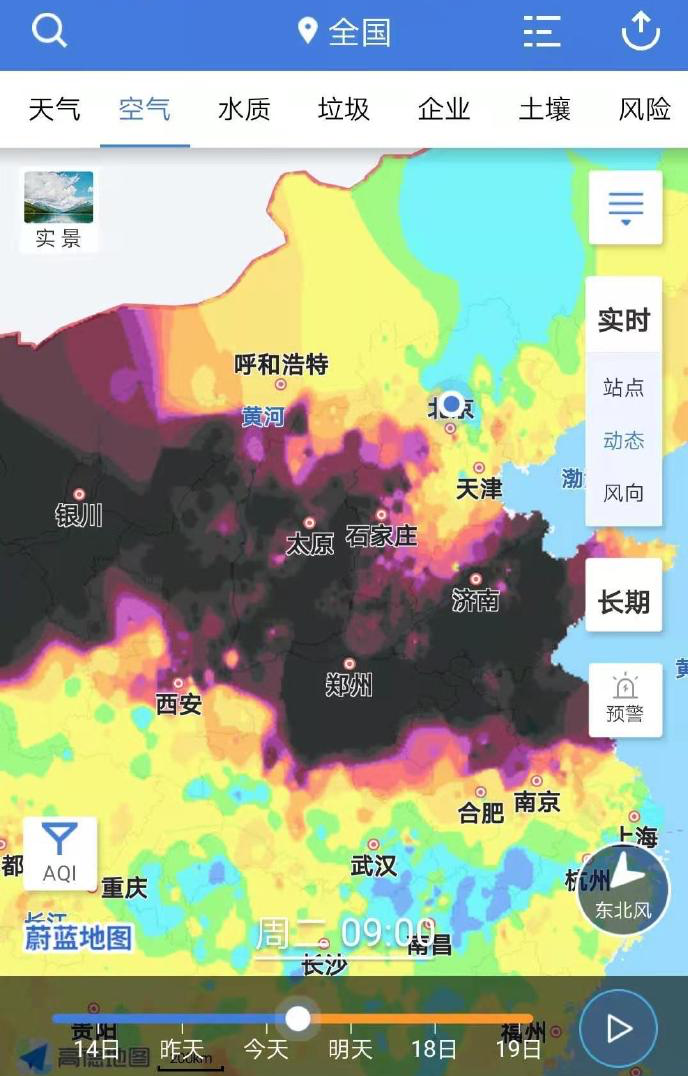 全国
天气 空气 水质 垃圾 企业 土壤 风险
实景
实时
呼和浩特
站点
黄河
北京
动态
渤
天津
风向
银川
太原 石家庄
济南
长期
郑州
西安
预警
合肥 南京
上海
武汉
AQI
都
重庆
杭州
东北风
长江
蔚蓝地图
周二 09:00
南昌
长沙
贵阳
福州
14日 昨天 今天 明天 18日 19日
高德地图
200km